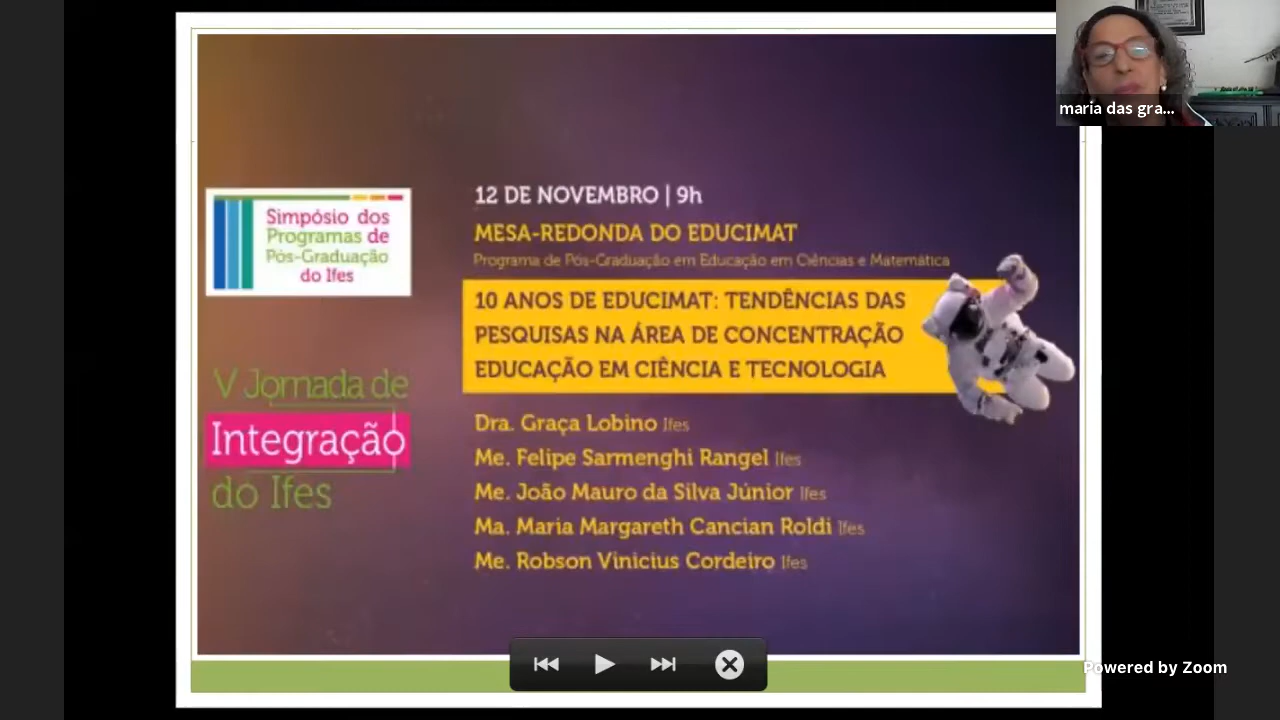 maria das gra...
Simpósio dos
Programas de
Pós-Graduação
do Ifes
V Jornada de
Integração
do Ifes
12 DE NOVEMBRO | 9h
MESA-REDONDA DO EDUCIMAT
Programa de Pós-Graduação em Educação em Ciências e Matemática
10 ANOS DE EDUCIMAT: TENDÊNCIAS DAS
PESQUISAS NA ÁREA DE CONCENTRAÇÃO
EDUCAÇÃO EM CIÊNCIA E TECNOLOGIA
Dra. Graça Lobino Ifes
Me. Felipe Sarmenghi Rangel Ifes
Me. João Mauro da Silva Júnior Ifes
Ma. Maria Margareth Cancian Roldi Ifes
Me. Robson Vinicius Cordeiro Ifes
Powered by Zoom